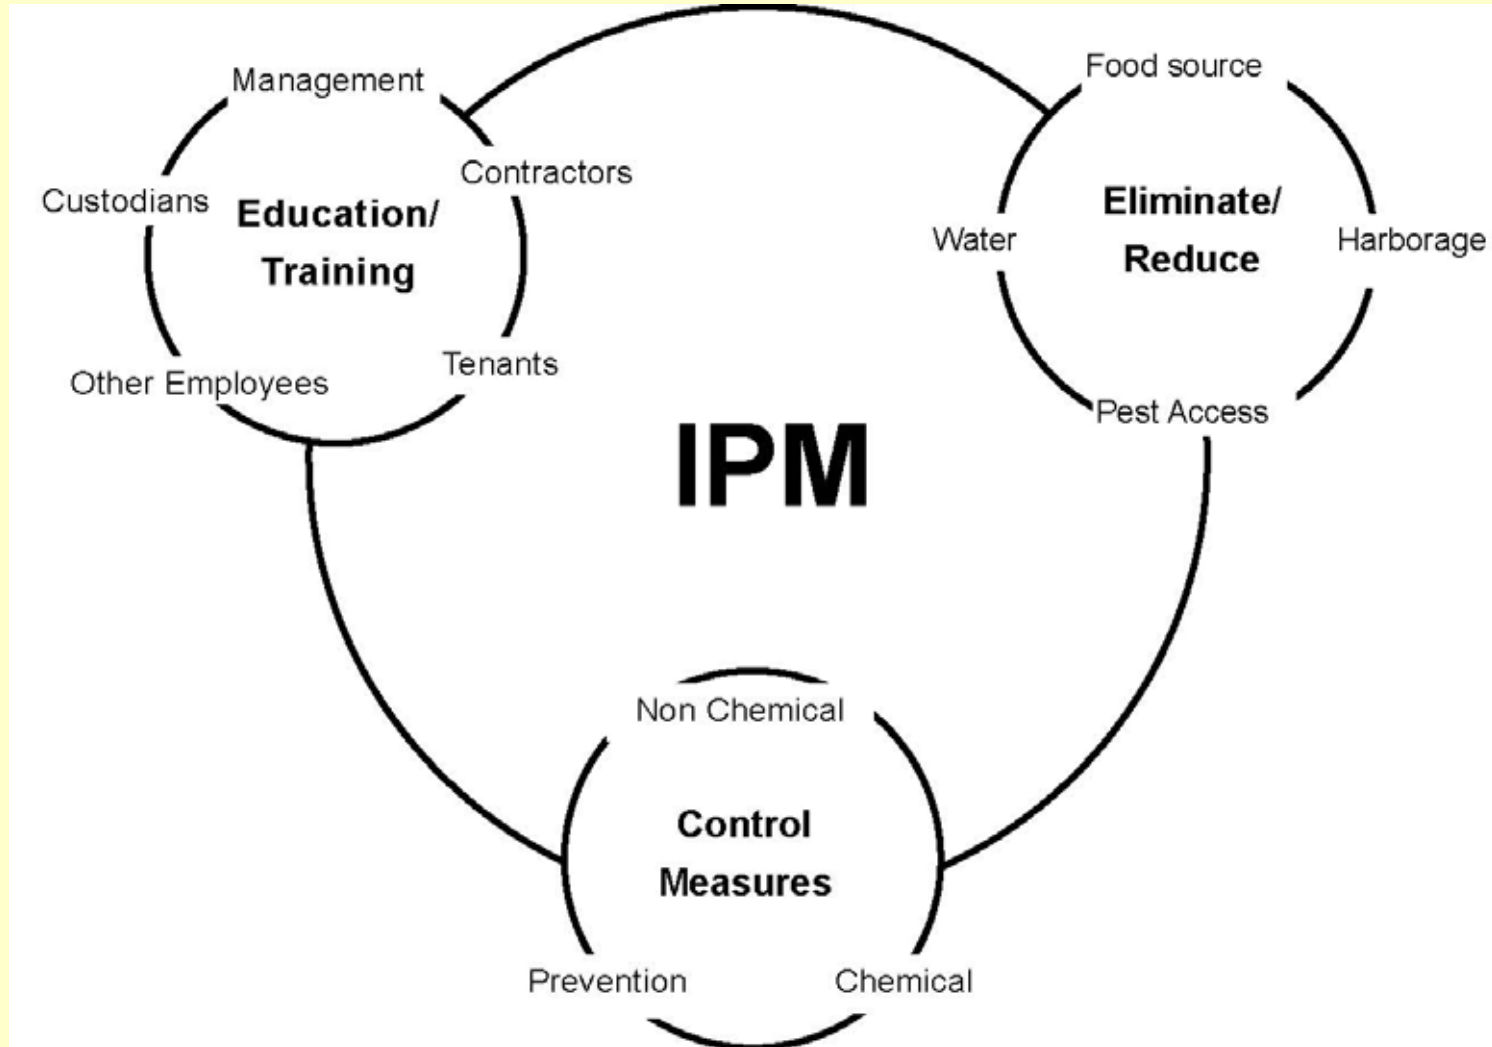 Management
Contractors
Custodians
Education/
Training
Tenants
Other Employees
Food source
Eliminate/
Reduce
Water
Harborage
Pest Access
IPM
Non Chemical
Control
Measures
Prevention
Chemical